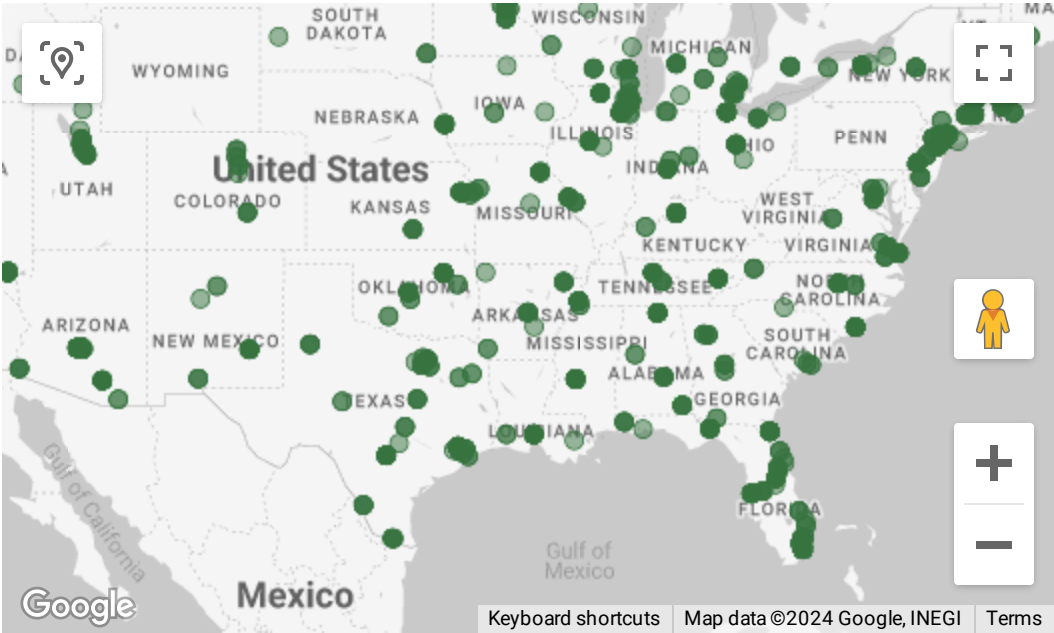 SOUTH
DAKOTA
WISCONSIN
MICHIGAN
WYOMING
NEW YORK
NEBRASKA
IOWA
ILLINOIS
PENN
United States
INDIANA
UTAH
COLORADO
KANSAS
MISSOURI
WEST
VIRGINIA
KENTUCKY
VIRGINIA
OKLAHOMA
TENNESSEE
NORTH
CAROLINA
ARIZONA
NEW MEXICO
ARKANSAS
MISSISSIPPI
SOUTH
CAROLINA
ALABAMA
TEXAS
GEORGIA
LOUISIANA
Gulf of California
FLORIDA
Gulf of
Mexico
Mexico
Google
Keyboard shortcuts
Map data ©2024 Google, INEGI
Terms